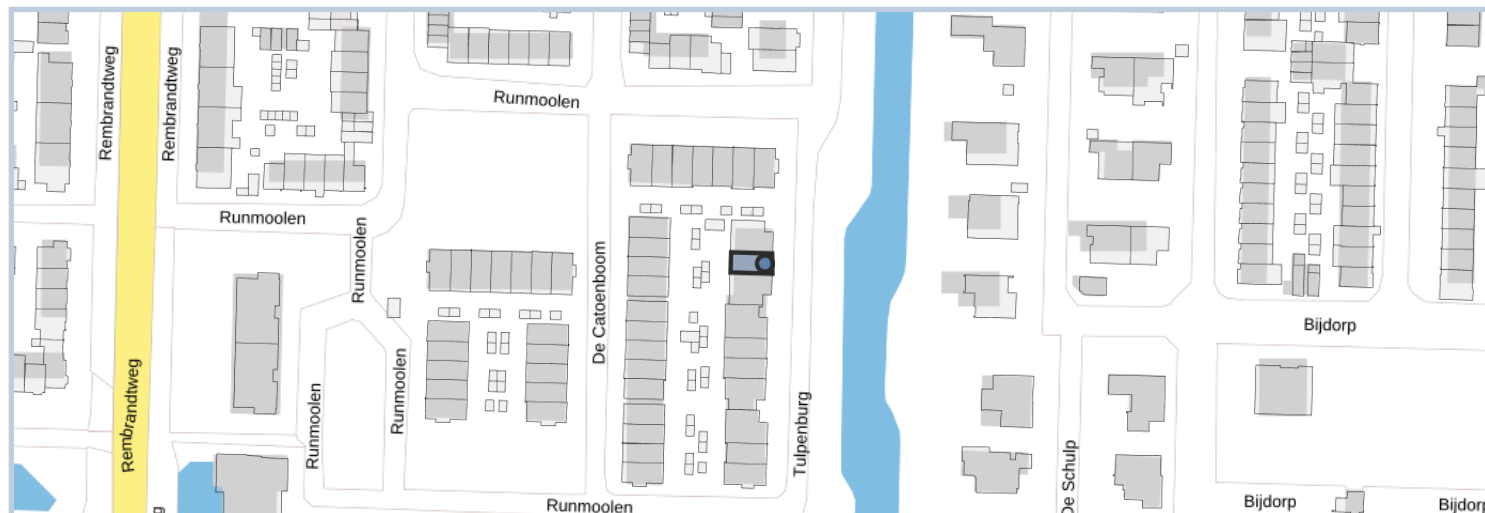 Rembrandtweg
Rembrandtweg
Runmoolen
Runmoolen
Runmoolen
De Catoenboom
Bijdorp
Rembrandtweg
Runmoolen
Runmoolen
Tulpenburg
De Schulp
Runmoolen
Bijdorp
Bijdorp